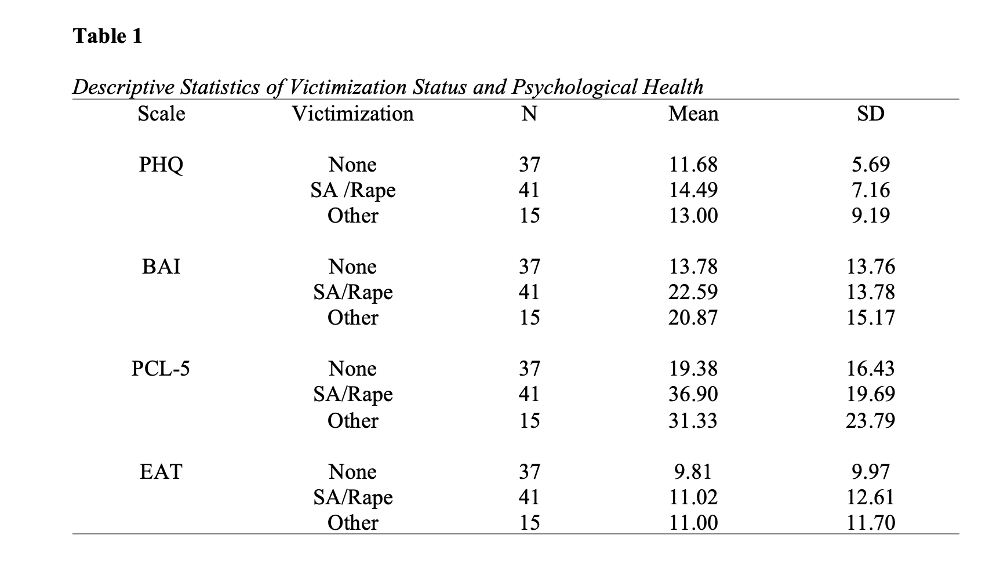 Table 1
Descriptive Statistics of Victimization Status and Psychological Health
Scale Victimization N Mean SD
PHQ None 37 11.68 5.69
SA /Rape 41 14.49 7.16
Other 15 13.00 9.19
BAI None 37 13.78 13.76
SA/Rape 41 22.59 13.78
Other 15 20.87 15.17
PCL-5 None 37 19.38 16.43
SA/Rape 41 36.90 19.69
Other 15 31.33 23.79
EAT None 37 9.81 9.97
SA/Rape 41 11.02 12.61
Other 15 11.00 11.70